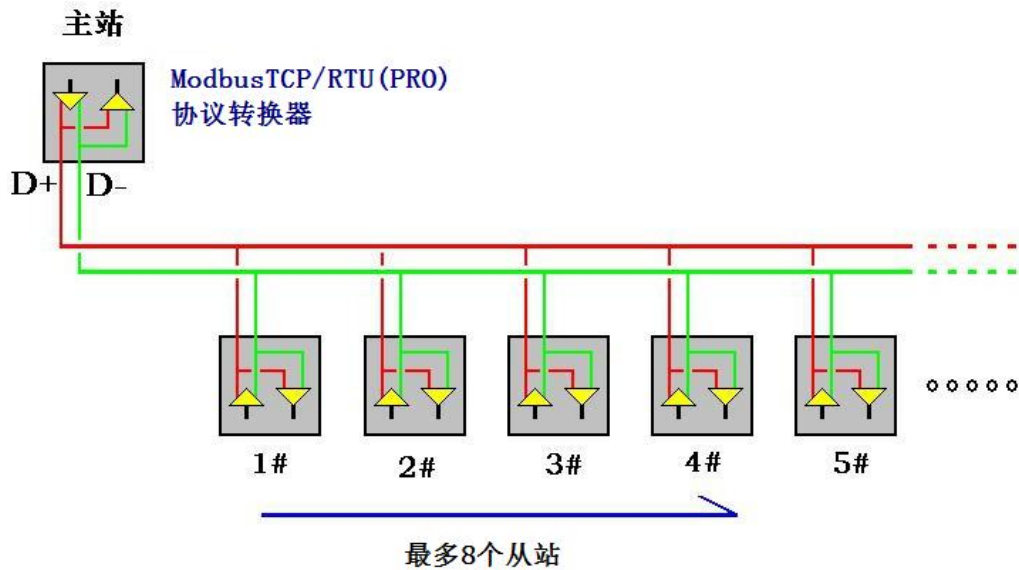 主站
ModbusTCP/RTU(PRO)
协议转换器
D+ D-
1# 2# 3# 4# 5#
最多8个从站